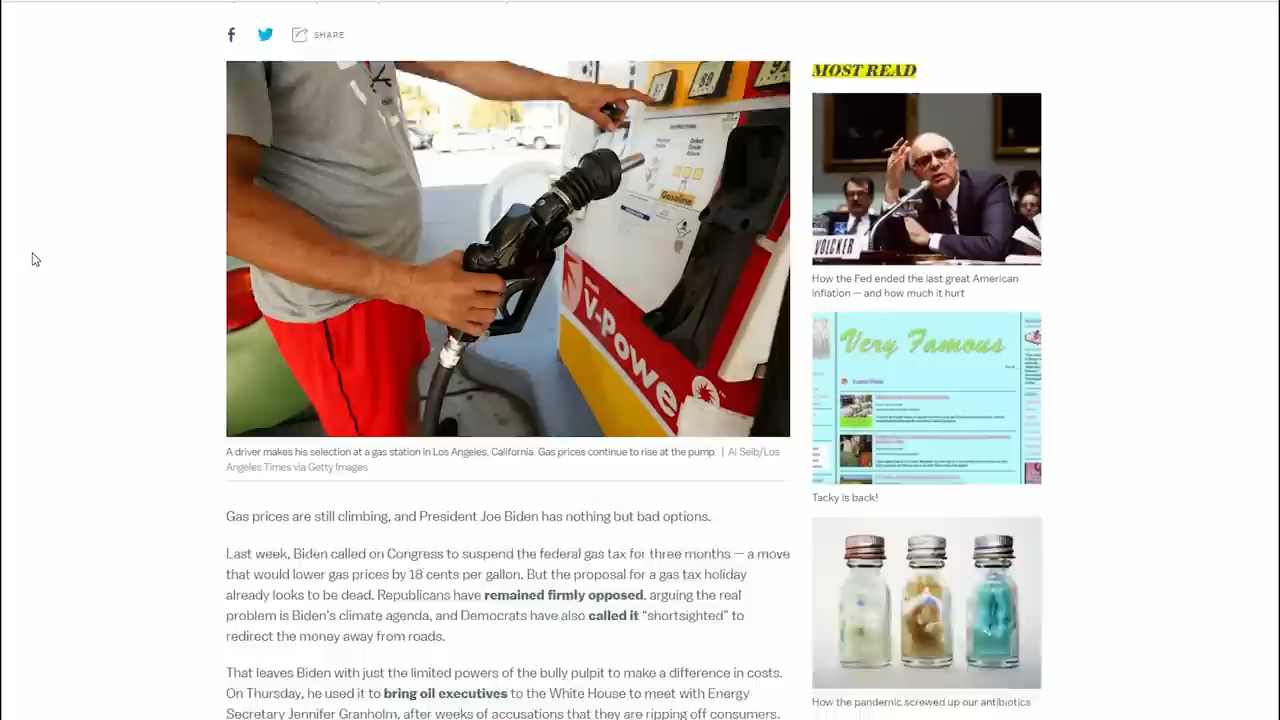 SHARE
MOST READ
89
Gasoline
V-Power
A driver makes his selection at a gas station in Los Angeles, California. Gas prices continue to rise at the pump. | Al Seib/Los
Angeles Times via Getty Images
Gas prices are still climbing, and President Joe Biden has nothing but bad options.
Last week, Biden called on Congress to suspend the federal gas tax for three months — a move
that would lower gas prices by 18 cents per gallon. But the proposal for a gas tax holiday
already looks to be dead. Republicans have remained firmly opposed, arguing the real
problem is Biden's climate agenda, and Democrats have also called it “shortsighted” to
redirect the money away from roads.
That leaves Biden with just the limited powers of the bully pulpit to make a difference in costs.
On Thursday, he used it to bring oil executives to the White House to meet with Energy
Secretary Jennifer Granholm, after weeks of accusations that they are ripping off consumers.
VOLCKER
How the Fed ended the last great American
inflation — and how much it hurt
Very Famous
Tacky is back!
How the pandemic screwed up our antibiotics